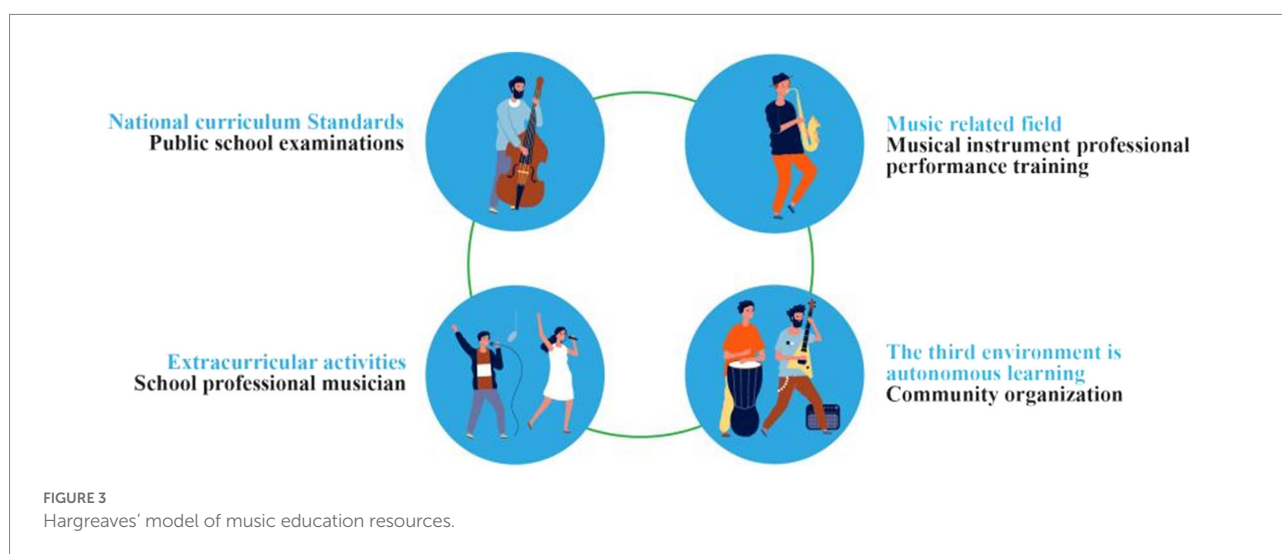 National curriculum Standards
Public school examinations
Music related field
Musical instrument professional
performance training
Extracurricular activities
School professional musician
The third environment is
autonomous learning
Community organization
FIGURE 3
Hargreaves’ model of music education resources.